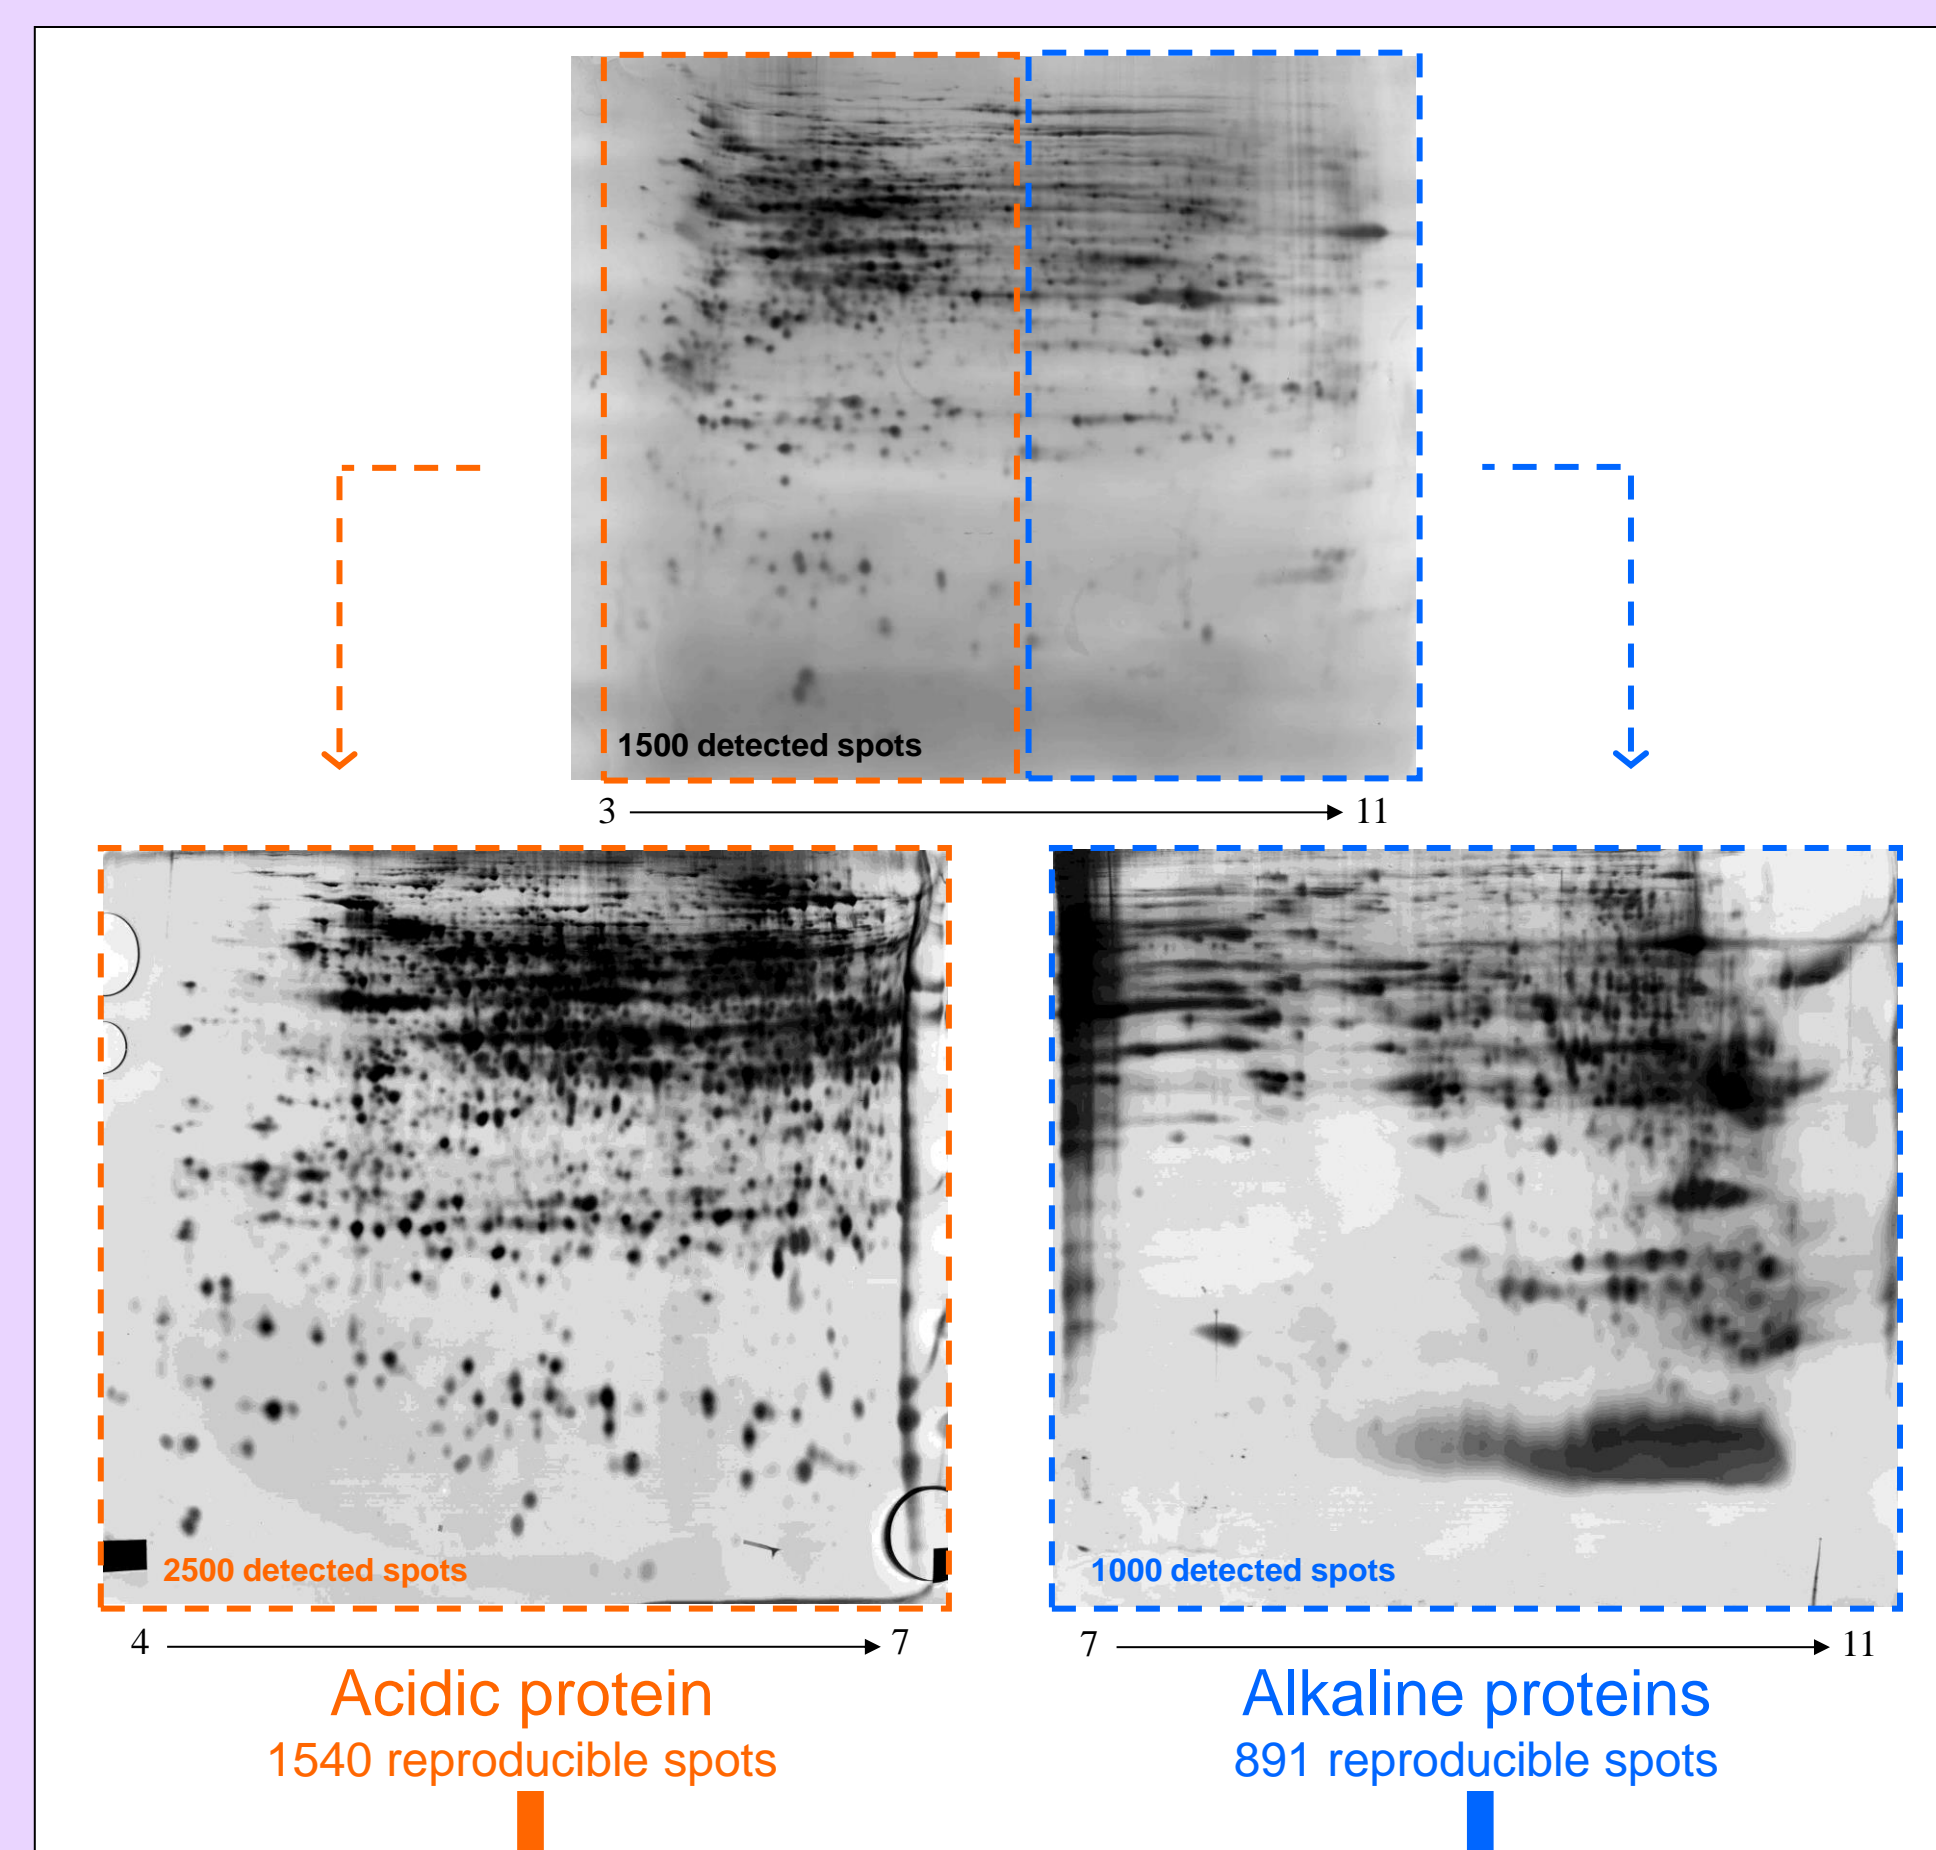 1500 detected spots
3 11
2500 detected spots
1000 detected spots
4 7
7 11
Acidic protein
1540 reproducible spots
Alkaline proteins
891 reproducible spots